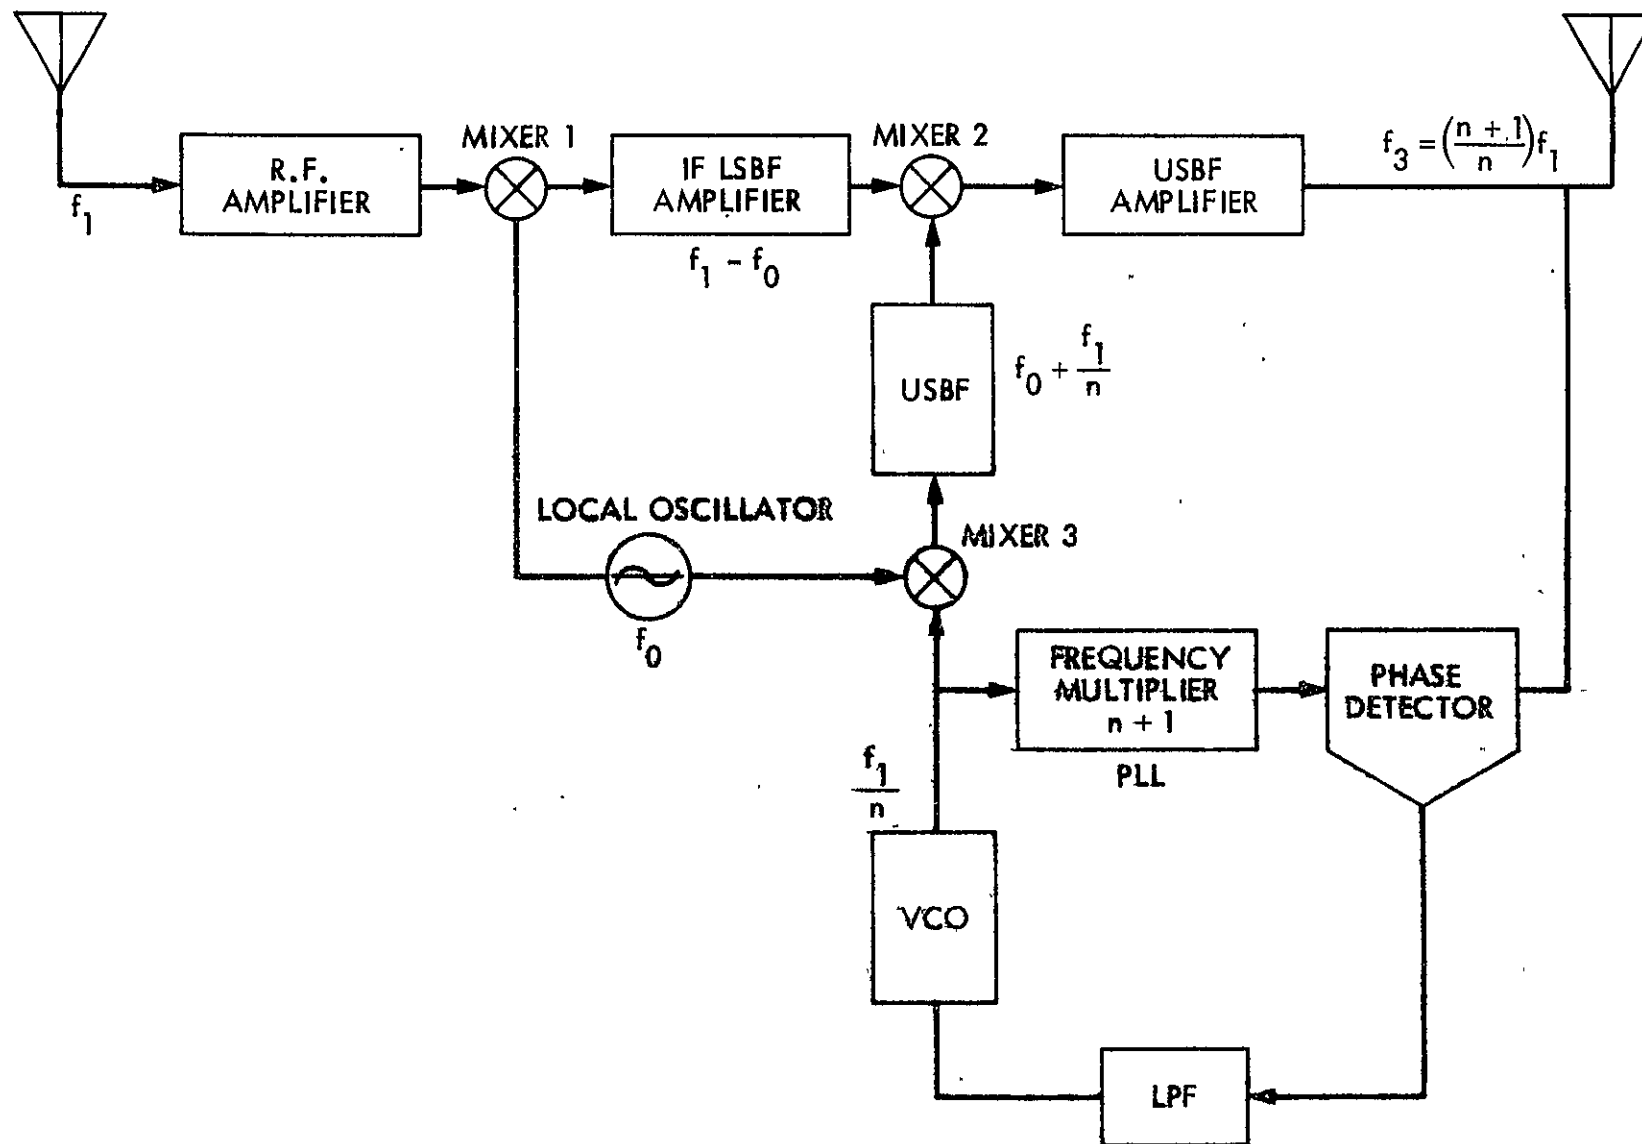 MIXER 1
MIXER 2
f₃ = ((n + 1)/n) f₁
R.F.
AMPLIFIER
IF LSBF
AMPLIFIER
USBF
AMPLIFIER
f₁
f₁ - f₀
USBF
f₀ + f₁/n
LOCAL OSCILLATOR
MIXER 3
f₀
FREQUENCY
MULTIPLIER
n + 1
PHASE
DETECTOR
PLL
f₁/n
VCO
LPF